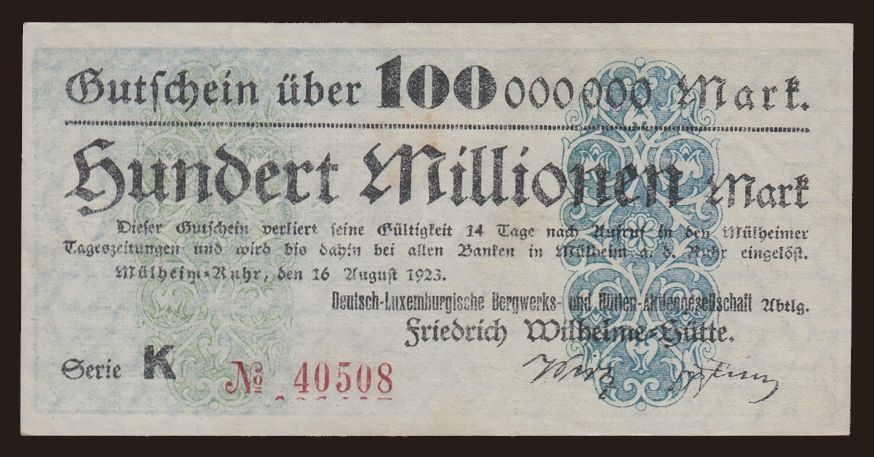 Gutschein über 100 000 000 Mark.
Hundert Millionen Mark
Dieser Gutschein verliert seine Gültigkeit 14 Tage nach Aufruf in den Mülheimer
Tageszeitungen und wird bis dahin bei allen Banken in Mülheim a. d. Ruhr eingelöst.
Mülheim-Ruhr, den 16 August 1923.
Deutsch-Luxemburgische Bergwerks- und Hütten-Aktiengesellschaft Abtlg.
Friedrich Wilhelms-Hütte.
Serie K № 40508